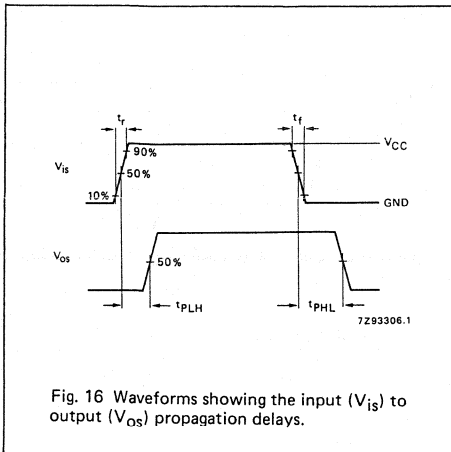 tr
tf
VCC
90%
Vis
50%
10%
GND
Vos
50%
tPLH
tPHL
7Z93306.1
Fig. 16 Waveforms showing the input (Vis) to
output (Vos) propagation delays.